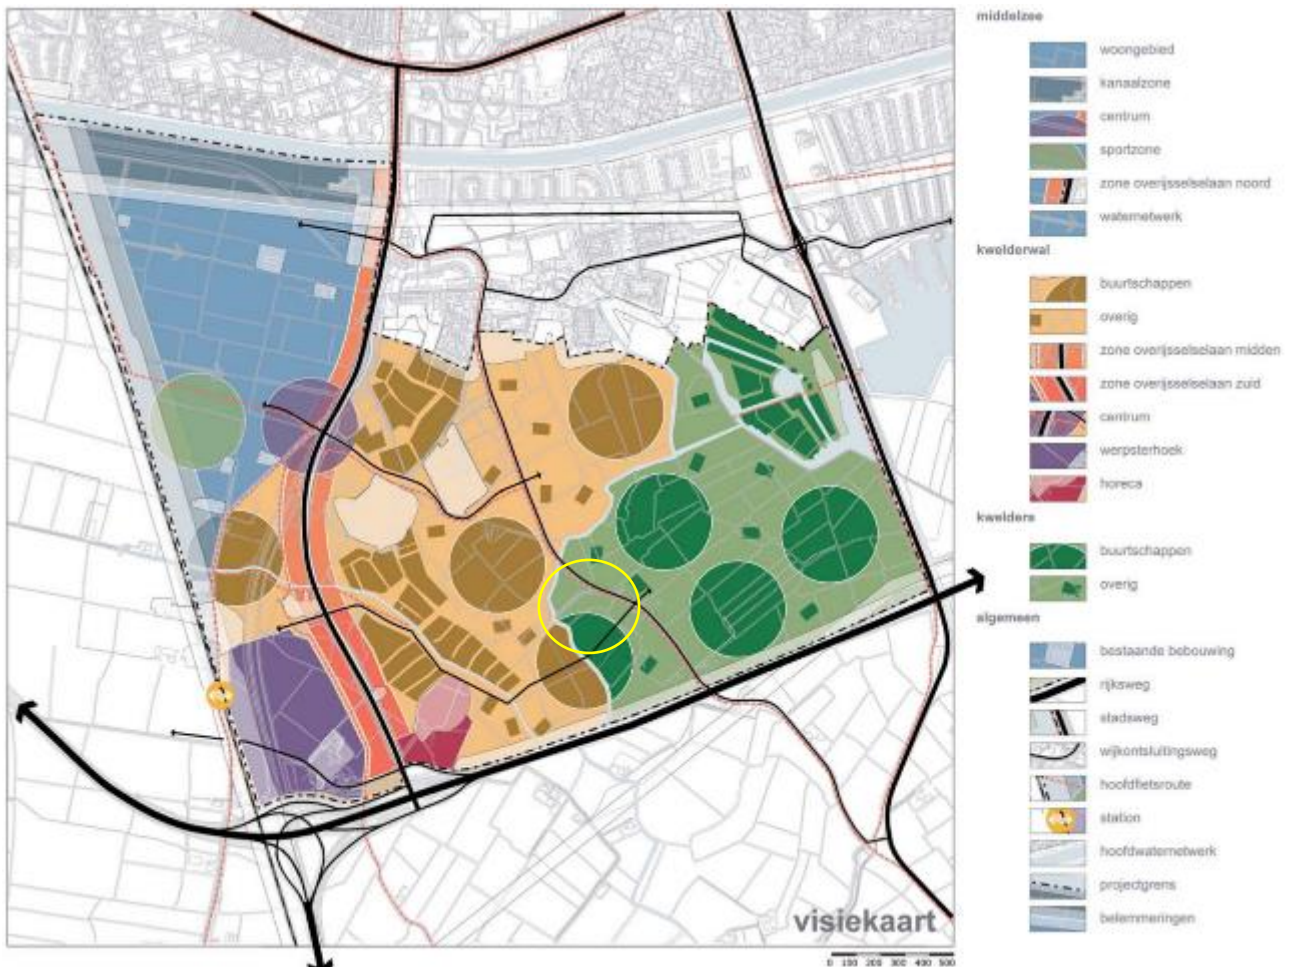 middelzee
woongebied
kanaalzone
centrum
sportzone
zone overijsselselaan noord
waternetwerk
kwelderwal
buurtschappen
overig
zone overijsselselaan midden
zone overijsselselaan zuid
centrum
werpsterhoek
horeca
kwelders
buurtschappen
overig
algemeen
bestaande bebouwing
rijksweg
stadsweg
wijkontsluitingsweg
hoofdfietsroute
station
hoofdwaternetwerk
projectgrens
belemmeringen
visiekaart
0 100 200 300 400 500